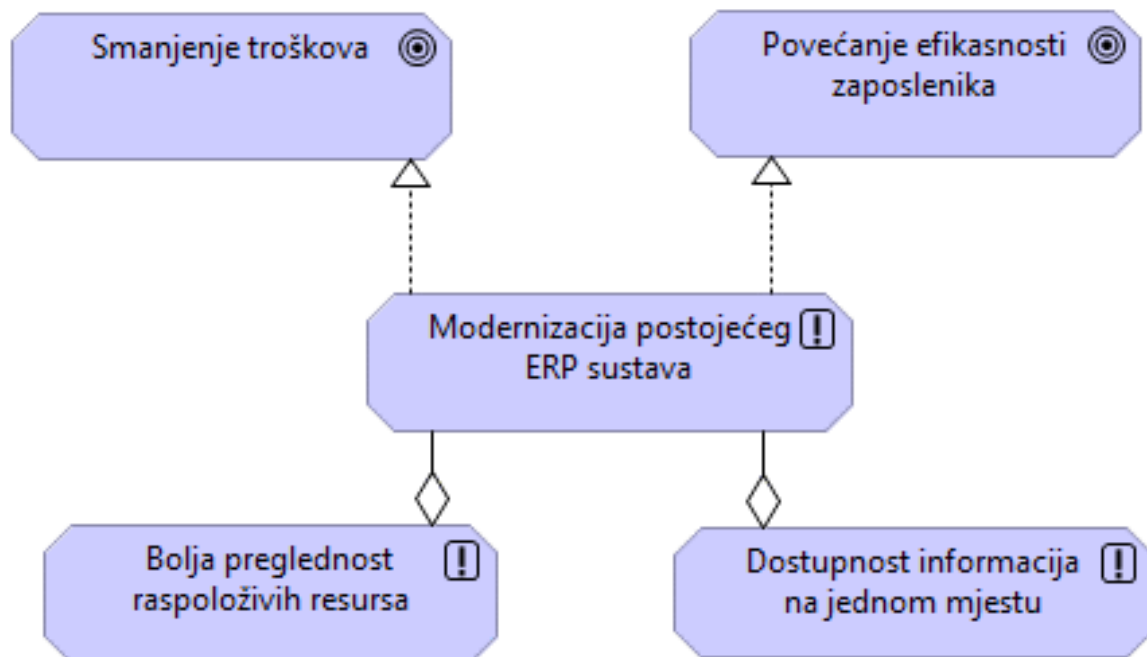 Smanjenje troškova
Povećanje efikasnosti
zaposlenika
Modernizacija postojećeg
ERP sustava
Bolja preglednost
raspoloživih resursa
Dostupnost informacija
na jednom mjestu